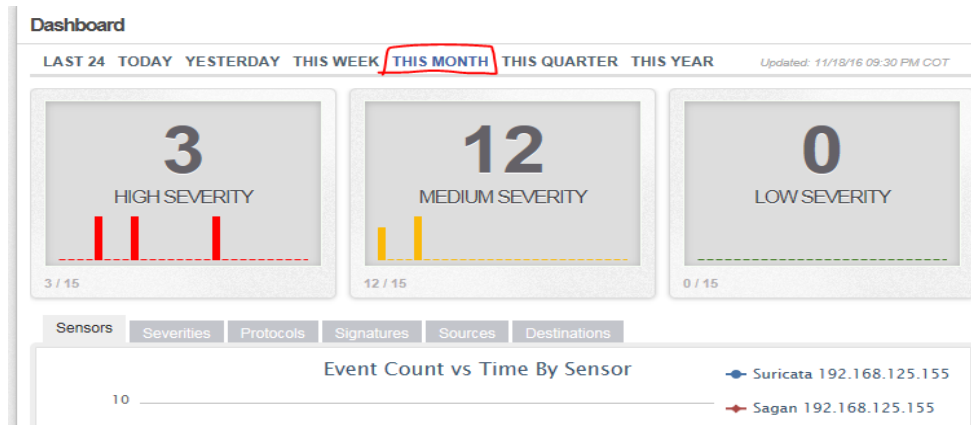 Dashboard
LAST 24 TODAY YESTERDAY THIS WEEK THIS MONTH THIS QUARTER THIS YEAR Updated: 11/18/16 09:30 PM COT
3
HIGH SEVERITY
3 / 15
12
MEDIUM SEVERITY
12 / 15
0
LOW SEVERITY
0 / 15
Sensors Severities Protocols Signatures Sources Destinations
Event Count vs Time By Sensor
Suricata 192.168.125.155
Sagan 192.168.125.155
10